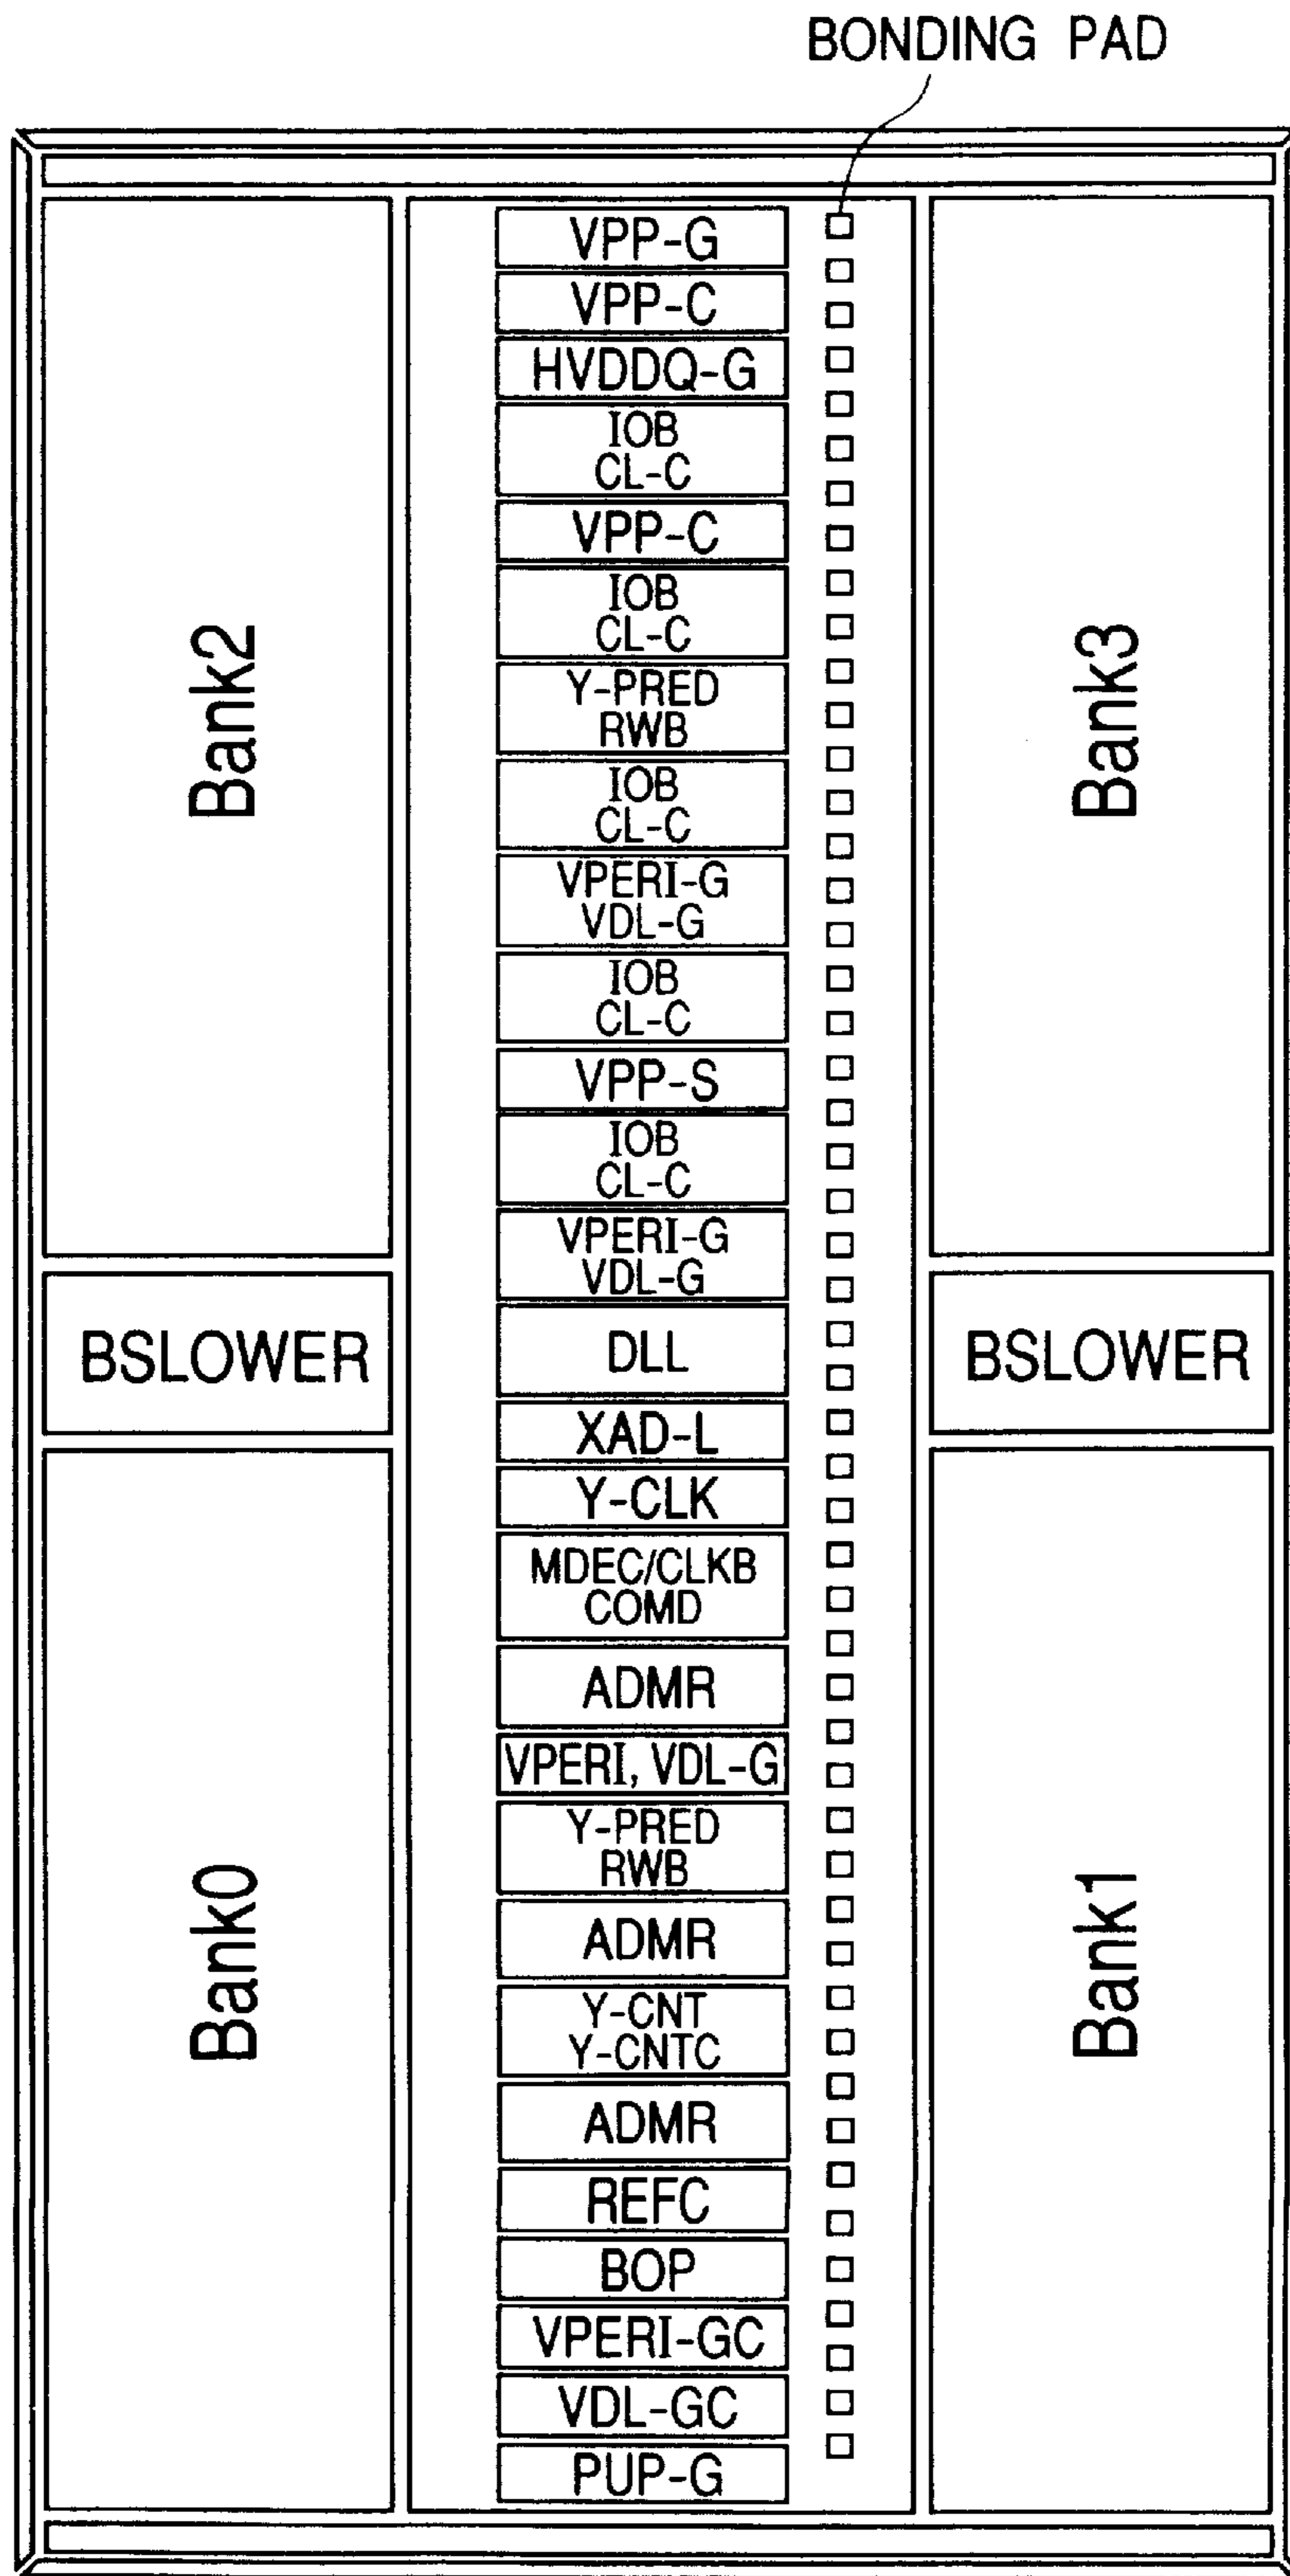 BONDING PAD
VPP-G
VPP-C
HVDDQ-G
IOB
CL-C
VPP-C
IOB
CL-C
Y-PRED
RWB
IOB
CL-C
VPERI-G
VDL-G
IOB
CL-C
VPP-S
IOB
CL-C
VPERI-G
VDL-G
DLL
XAD-L
Y-CLK
MDEC/CLKB
COMD
ADMR
VPERI, VDL-G
Y-PRED
RWB
ADMR
Y-CNT
Y-CNTC
ADMR
REFC
BOP
VPERI-GC
VDL-GC
PUP-G
Bank2
Bank3
BSLOWER
BSLOWER
Bank0
Bank1